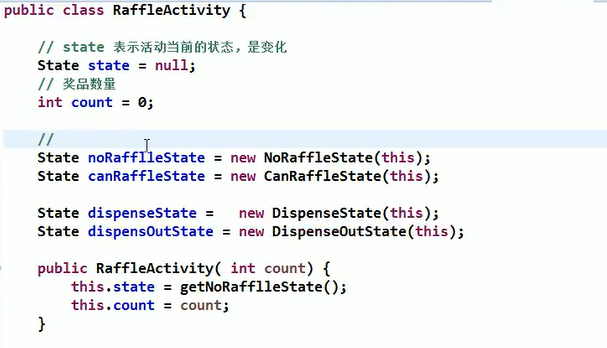 public class RaffleActivity {
// state 表示活动当前的状态，是变化
State state = null;
// 奖品数量
int count = 0;
//
State noRafflleState = new NoRaffleState(this);
State canRaffleState = new CanRaffleState(this);
State dispenseState =   new DispenseState(this);
State dispensOutState = new DispenseOutState(this);
public RaffleActivity( int count) {
this.state = getNoRafflleState();
this.count = count;
}